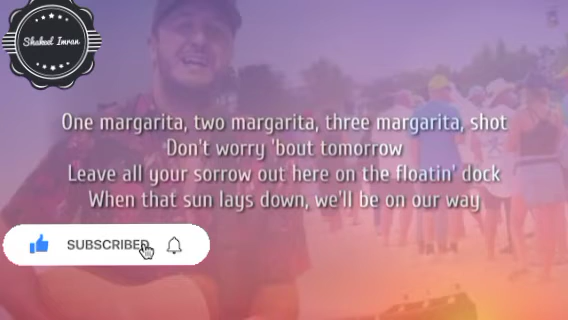 Shakeel Imran
One margarita, two margarita, three margarita, shot
Don't worry 'bout tomorrow
Leave all your sorrow out here on the floatin' dock
When that sun lays down, we'll be on our way
SUBSCRIBED